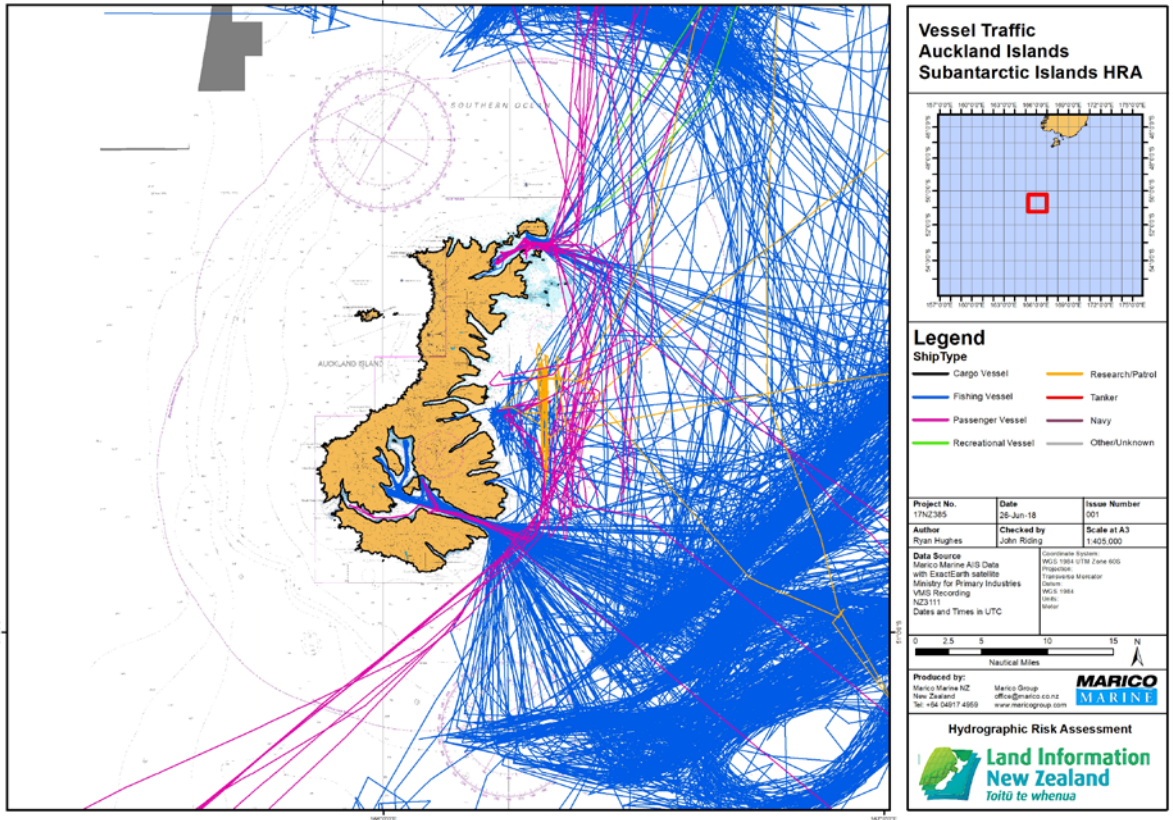 SOUTHERN OCEAN
AUCKLAND ISLAND
Vessel Traffic
Auckland Islands
Subantarctic Islands HRA
Legend
ShipType
Cargo Vessel
Research/Patrol
Fishing Vessel
Tanker
Passenger Vessel
Navy
Recreational Vessel
Other/Unknown
Project No.
17NZ385
Date
26-Jun-18
Issue Number
001
Author
Ryan Hughes
Checked by
John Riding
Scale at A3
1:405,000
Data Source
Marico Marine AIS Data
with ExactEarth satellite
Ministry for Primary Industries
VMS Recording
NZ3111
Dates and Times in UTC
Coordinate System:
WGS 1984 UTM Zone 60S
Projection:
Transverse Mercator
Datum:
WGS 1984
Units:
Meter
0 2.5 5 10 15
Nautical Miles
N
Produced by:
Marico Marine NZ
New Zealand
Tel: +64 04917 4959
Marico Group
office@marico.co.nz
www.maricogroup.com
MARICO
MARINE
Hydrographic Risk Assessment
Land Information
New Zealand
Toitū te whenua